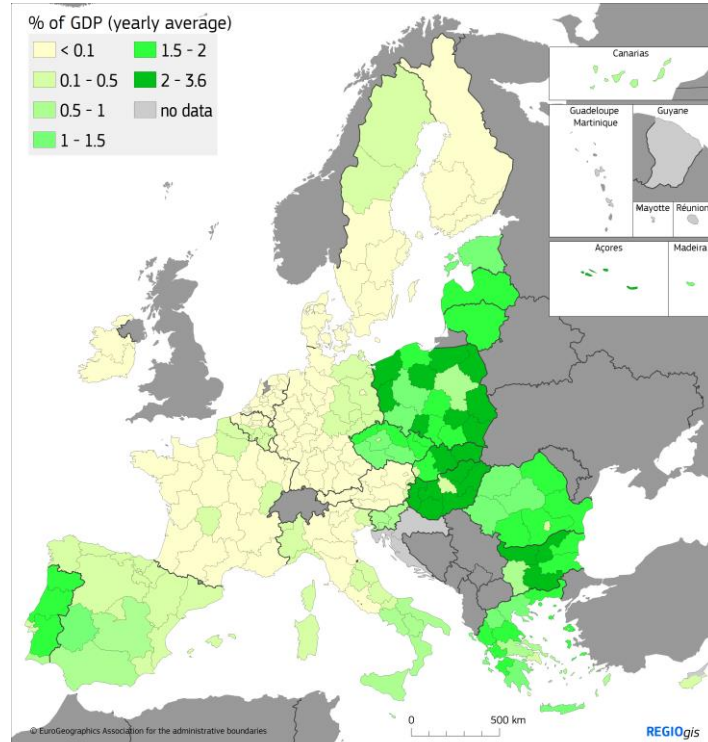 % of GDP (yearly average)
< 0.1
0.1 - 0.5
0.5 - 1
1 - 1.5
1.5 - 2
2 - 3.6
no data
Canarias
Guadeloupe
Martinique
Guyane
Mayotte
Réunion
Açores
Madeira
0 500 km
© EuroGeographics Association for the administrative boundaries
REGIOgis